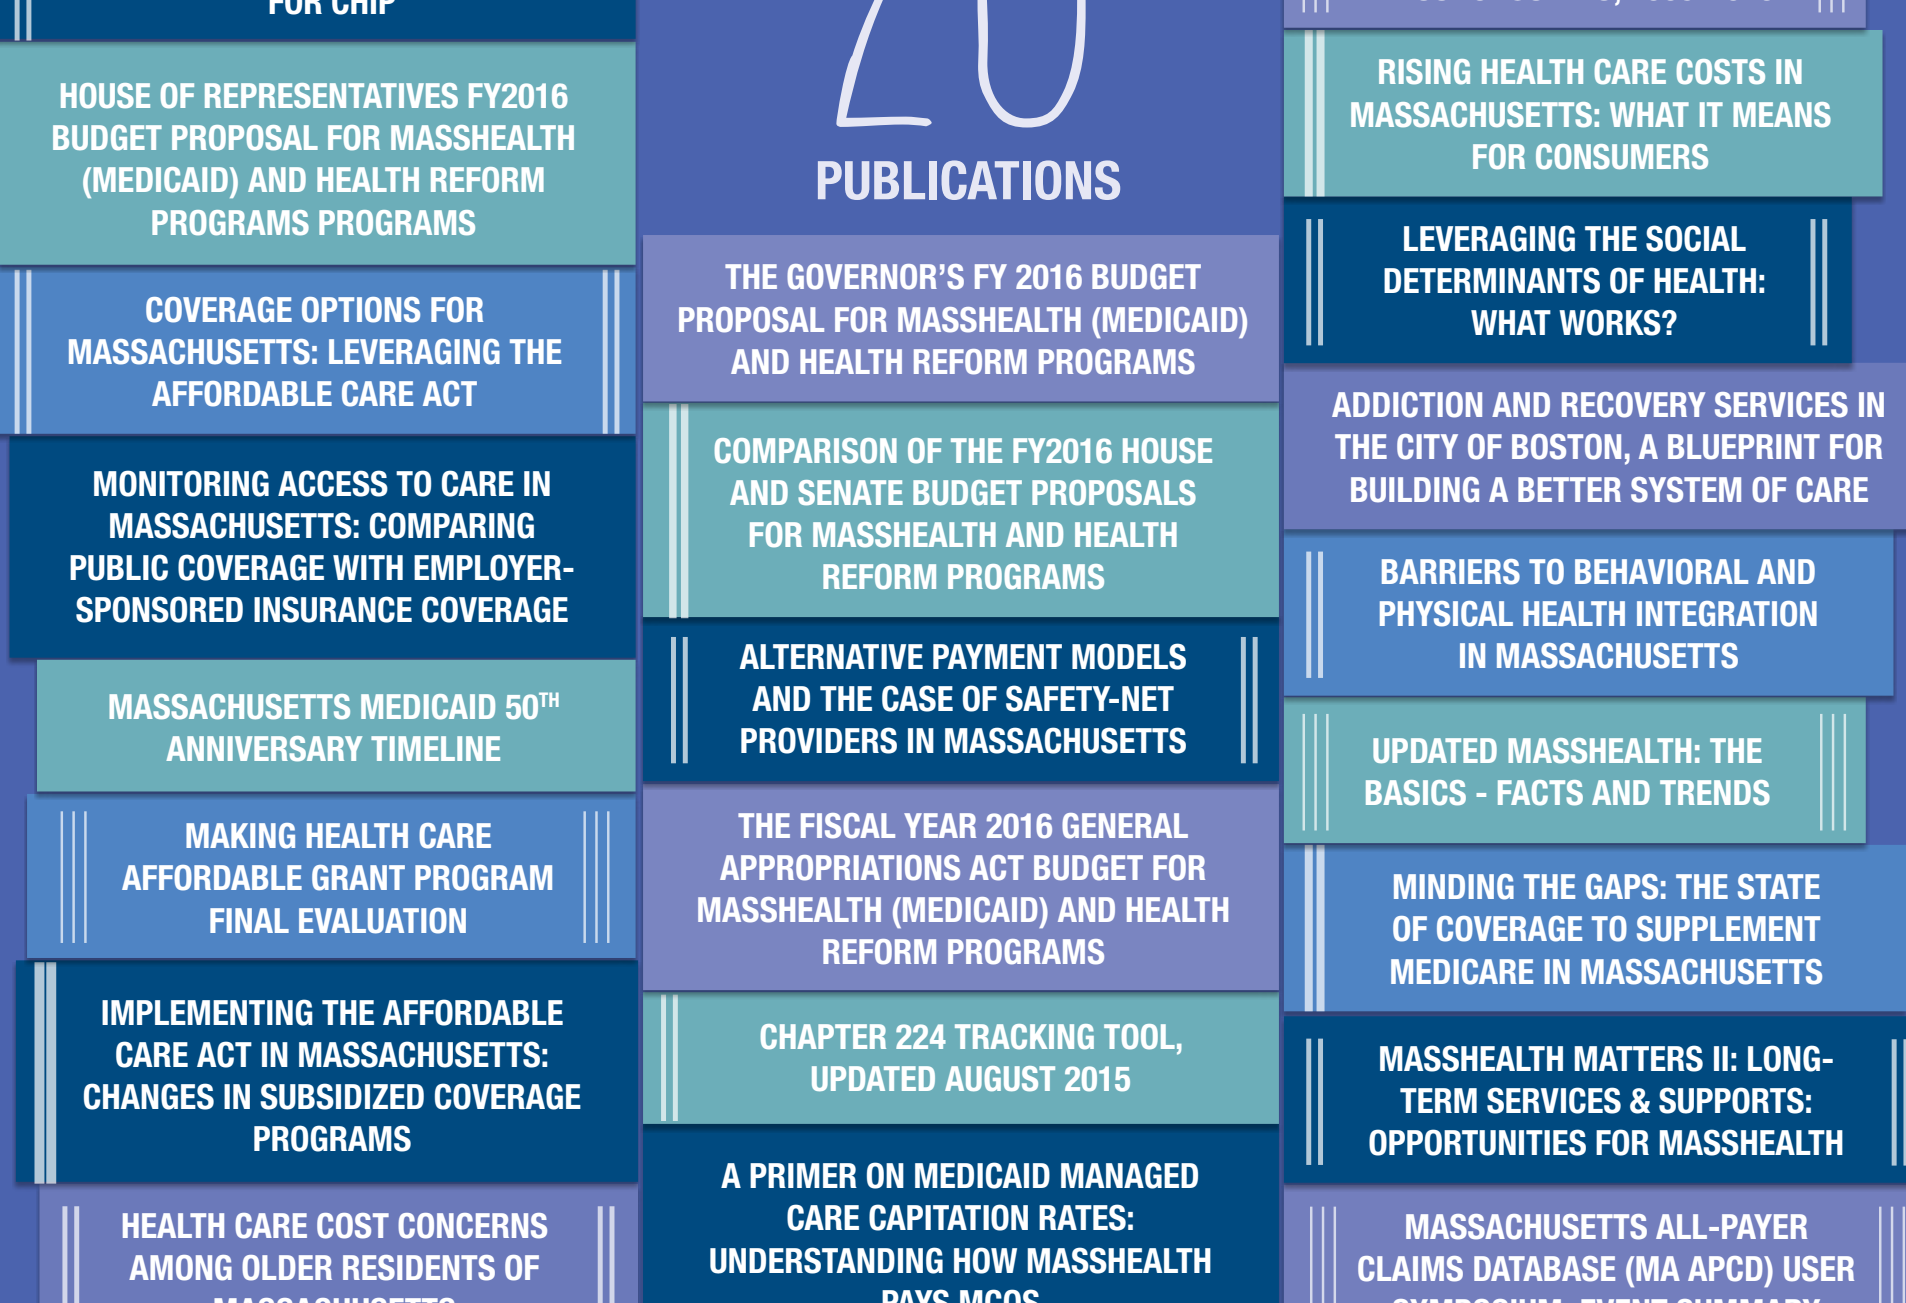 FOR CHIP
HOUSE OF REPRESENTATIVES FY2016
BUDGET PROPOSAL FOR MASSHEALTH
(MEDICAID) AND HEALTH REFORM
PROGRAMS PROGRAMS
COVERAGE OPTIONS FOR
MASSACHUSETTS: LEVERAGING THE
AFFORDABLE CARE ACT
MONITORING ACCESS TO CARE IN
MASSACHUSETTS: COMPARING
PUBLIC COVERAGE WITH EMPLOYER-
SPONSORED INSURANCE COVERAGE
MASSACHUSETTS MEDICAID 50TH
ANNIVERSARY TIMELINE
MAKING HEALTH CARE
AFFORDABLE GRANT PROGRAM
FINAL EVALUATION
IMPLEMENTING THE AFFORDABLE
CARE ACT IN MASSACHUSETTS:
CHANGES IN SUBSIDIZED COVERAGE
PROGRAMS
HEALTH CARE COST CONCERNS
AMONG OLDER RESIDENTS OF
MASSACHUSETTS
20
PUBLICATIONS
THE GOVERNOR’S FY 2016 BUDGET
PROPOSAL FOR MASSHEALTH (MEDICAID)
AND HEALTH REFORM PROGRAMS
COMPARISON OF THE FY2016 HOUSE
AND SENATE BUDGET PROPOSALS
FOR MASSHEALTH AND HEALTH
REFORM PROGRAMS
ALTERNATIVE PAYMENT MODELS
AND THE CASE OF SAFETY-NET
PROVIDERS IN MASSACHUSETTS
THE FISCAL YEAR 2016 GENERAL
APPROPRIATIONS ACT BUDGET FOR
MASSHEALTH (MEDICAID) AND HEALTH
REFORM PROGRAMS
CHAPTER 224 TRACKING TOOL,
UPDATED AUGUST 2015
A PRIMER ON MEDICAID MANAGED
CARE CAPITATION RATES:
UNDERSTANDING HOW MASSHEALTH
PAYS MCOS
RISING HEALTH CARE COSTS IN
MASSACHUSETTS: WHAT IT MEANS
FOR CONSUMERS
LEVERAGING THE SOCIAL
DETERMINANTS OF HEALTH:
WHAT WORKS?
ADDICTION AND RECOVERY SERVICES IN
THE CITY OF BOSTON, A BLUEPRINT FOR
BUILDING A BETTER SYSTEM OF CARE
BARRIERS TO BEHAVIORAL AND
PHYSICAL HEALTH INTEGRATION
IN MASSACHUSETTS
UPDATED MASSHEALTH: THE
BASICS - FACTS AND TRENDS
MINDING THE GAPS: THE STATE
OF COVERAGE TO SUPPLEMENT
MEDICARE IN MASSACHUSETTS
MASSHEALTH MATTERS II: LONG-
TERM SERVICES & SUPPORTS:
OPPORTUNITIES FOR MASSHEALTH
MASSACHUSETTS ALL-PAYER
CLAIMS DATABASE (MA APCD) USER
SYMPOSIUM: EVENT SUMMARY